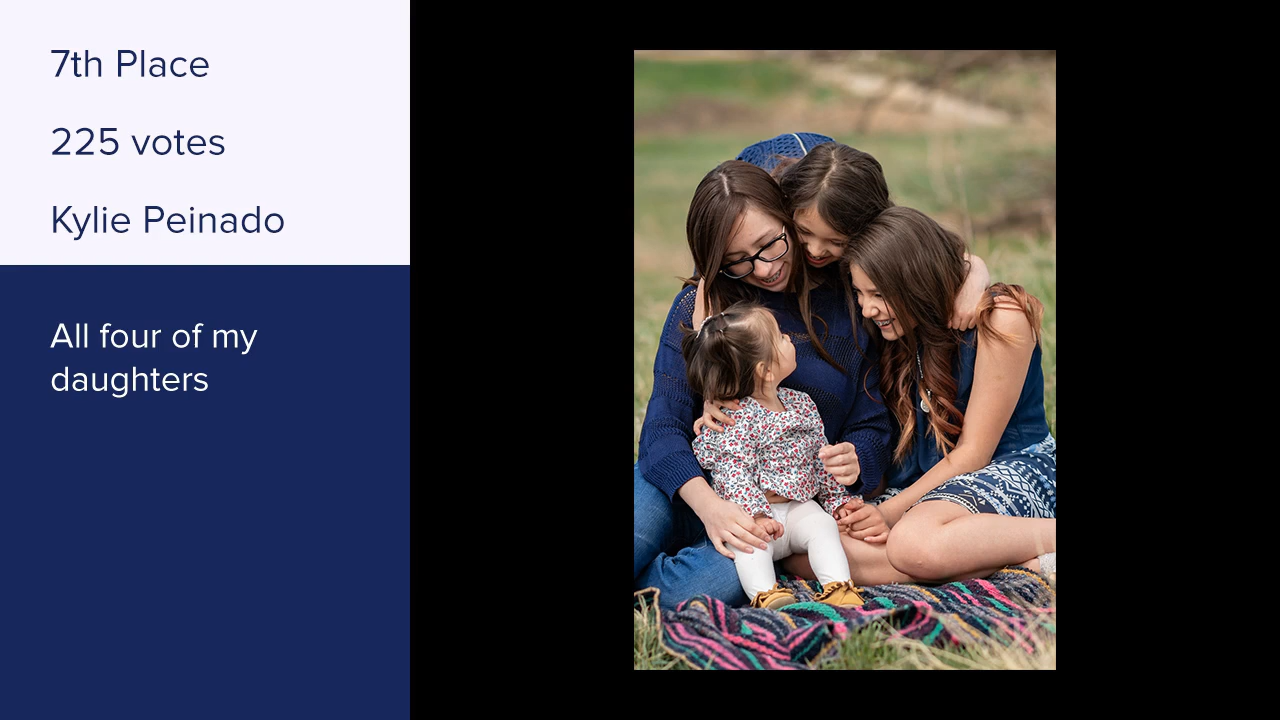 7th Place
225 votes
Kylie Peinado
All four of my
daughters